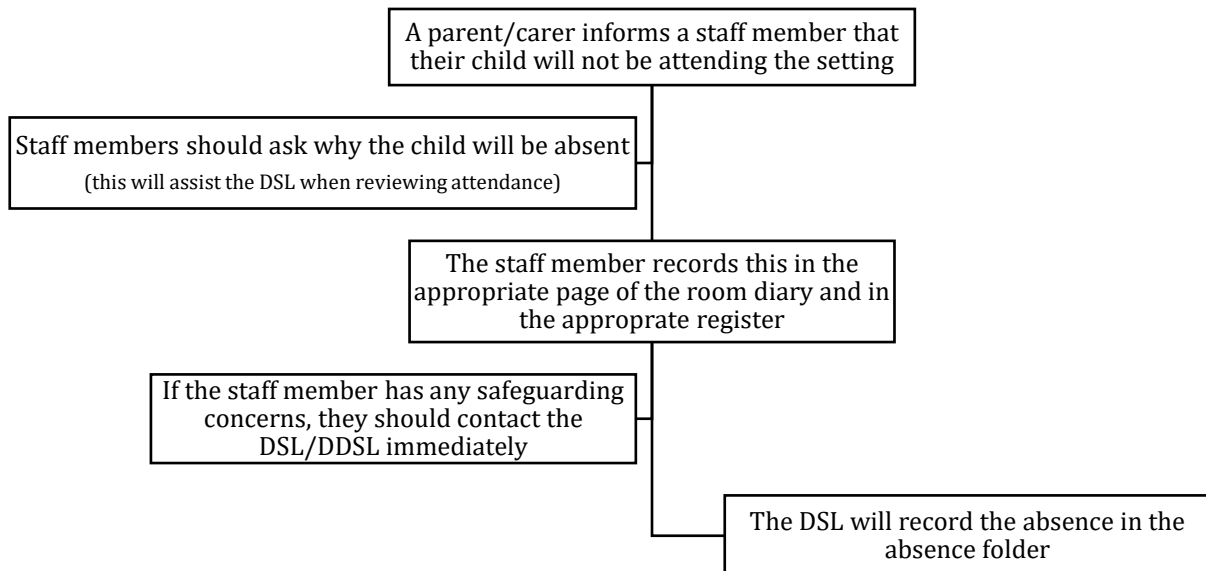 A parent/carer informs a staff member that
their child will not be attending the setting
Staff members should ask why the child will be absent
(this will assist the DSL when reviewing attendance)
The staff member records this in the
appropriate page of the room diary and in
the approprate register
If the staff member has any safeguarding
concerns, they should contact the
DSL/DDSL immediately
The DSL will record the absence in the
absence folder